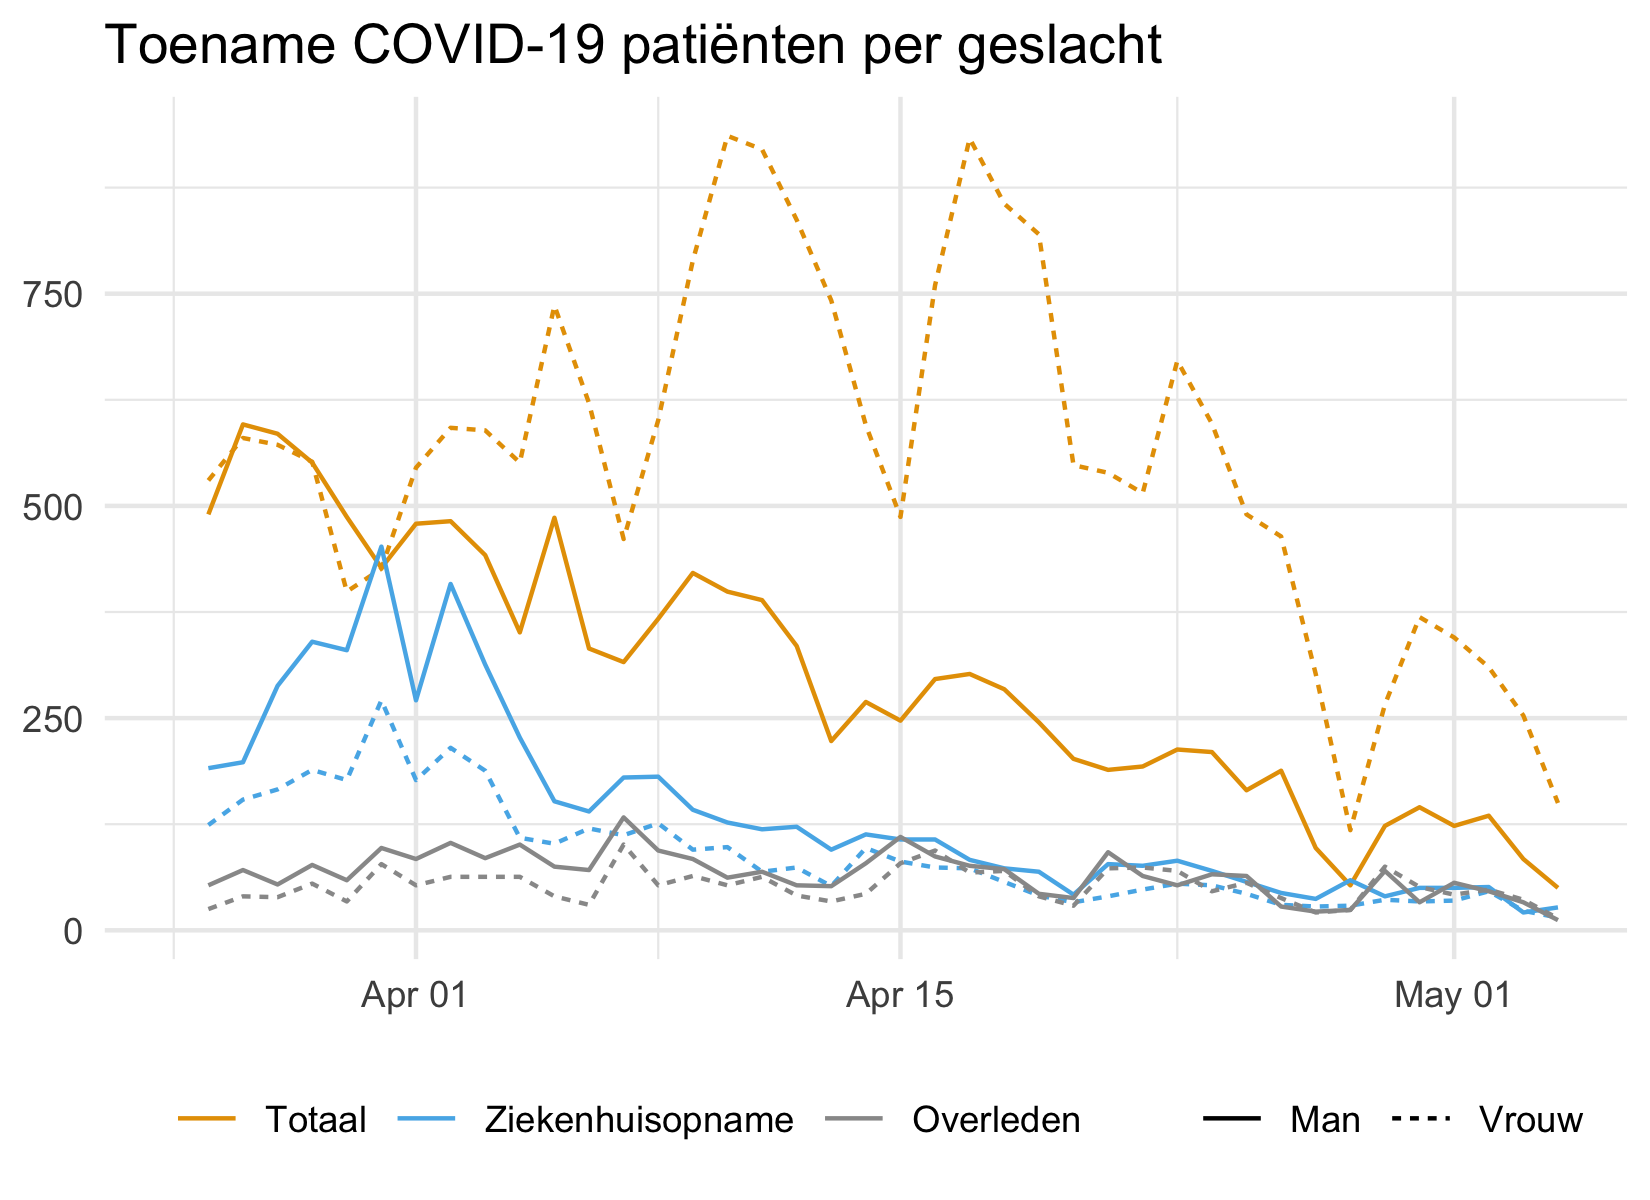 Toename COVID-19 patiënten per geslacht
750
500
250
0
Apr 01 Apr 15 May 01
Totaal Ziekenhuisopname Overleden Man Vrouw